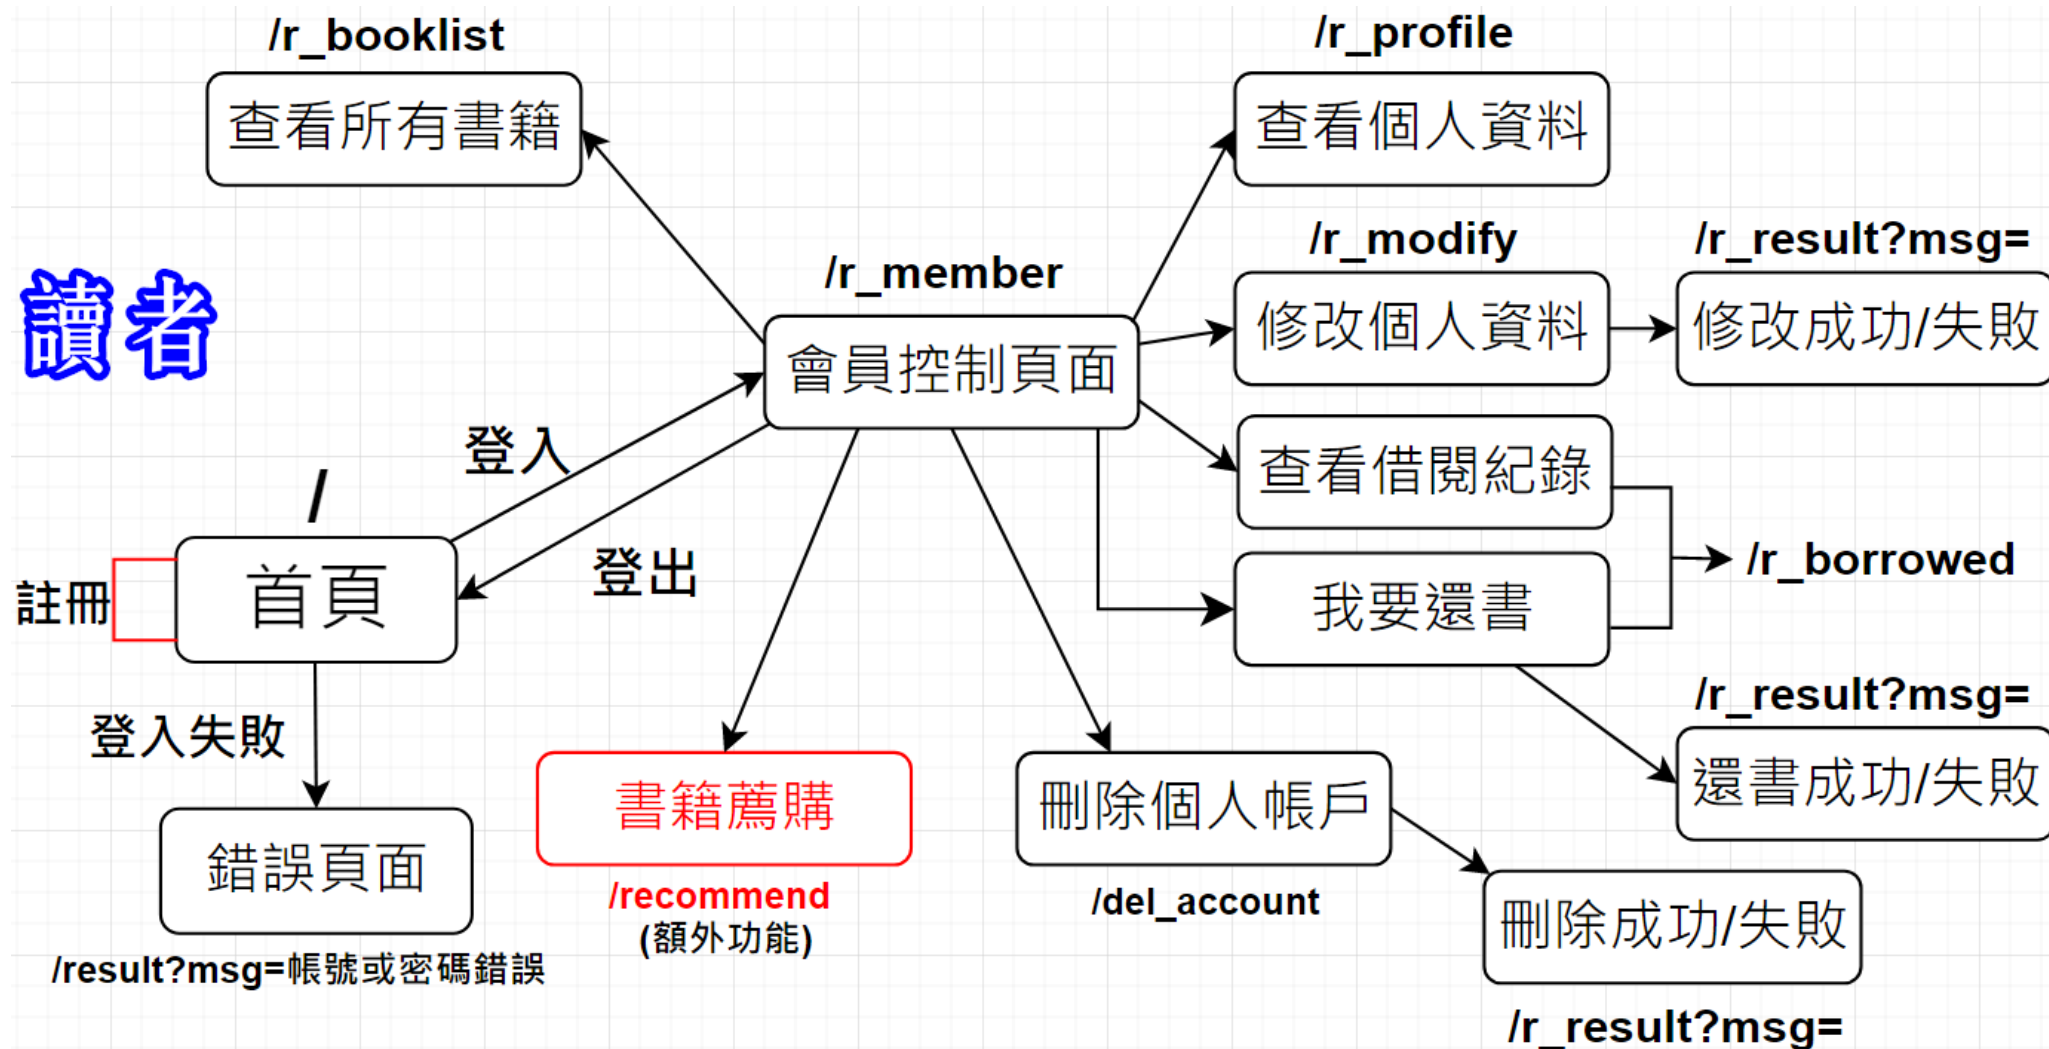 /r_booklist
查看所有書籍
/r_profile
查看個人資料
/r_modify
修改個人資料
/r_result?msg=
修改成功/失敗
讀者
/r_member
會員控制頁面
登入
登出
查看借閱紀錄
我要還書
/r_borrowed
/
首頁
註冊
登入失敗
錯誤頁面
/result?msg=帳號或密碼錯誤
書籍薦購
/recommend
(額外功能)
刪除個人帳戶
/del_account
/r_result?msg=
還書成功/失敗
刪除成功/失敗
/r_result?msg=